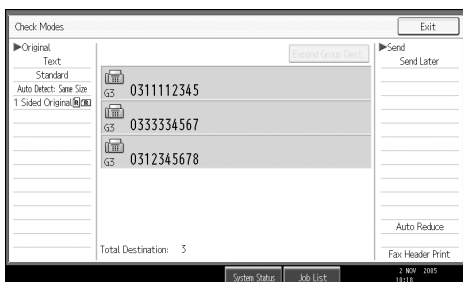 Check Modes
Exit
▶Original
Text
Standard
Auto Detect: Same Size
1 Sided Original
Expand Group Dest.
G3 0311112345
G3 0333334567
G3 0312345678
Total Destination: 3
▶Send
Send Later
Auto Reduce
Fax Header Print
System Status
Job List
2 NOV 2005
10:18